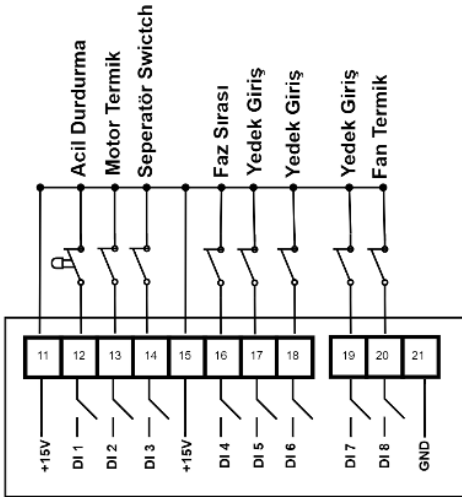 Acil Durdurma
Motor Termik
Seperatör Swictch
Faz Sırası
Yedek Giriş
Yedek Giriş
Yedek Giriş
Fan Termik
11
12
13
14
15
16
17
18
19
20
21
+15V
DI 1
DI 2
DI 3
+15V
DI 4
DI 5
DI 6
DI 7
DI 8
GND